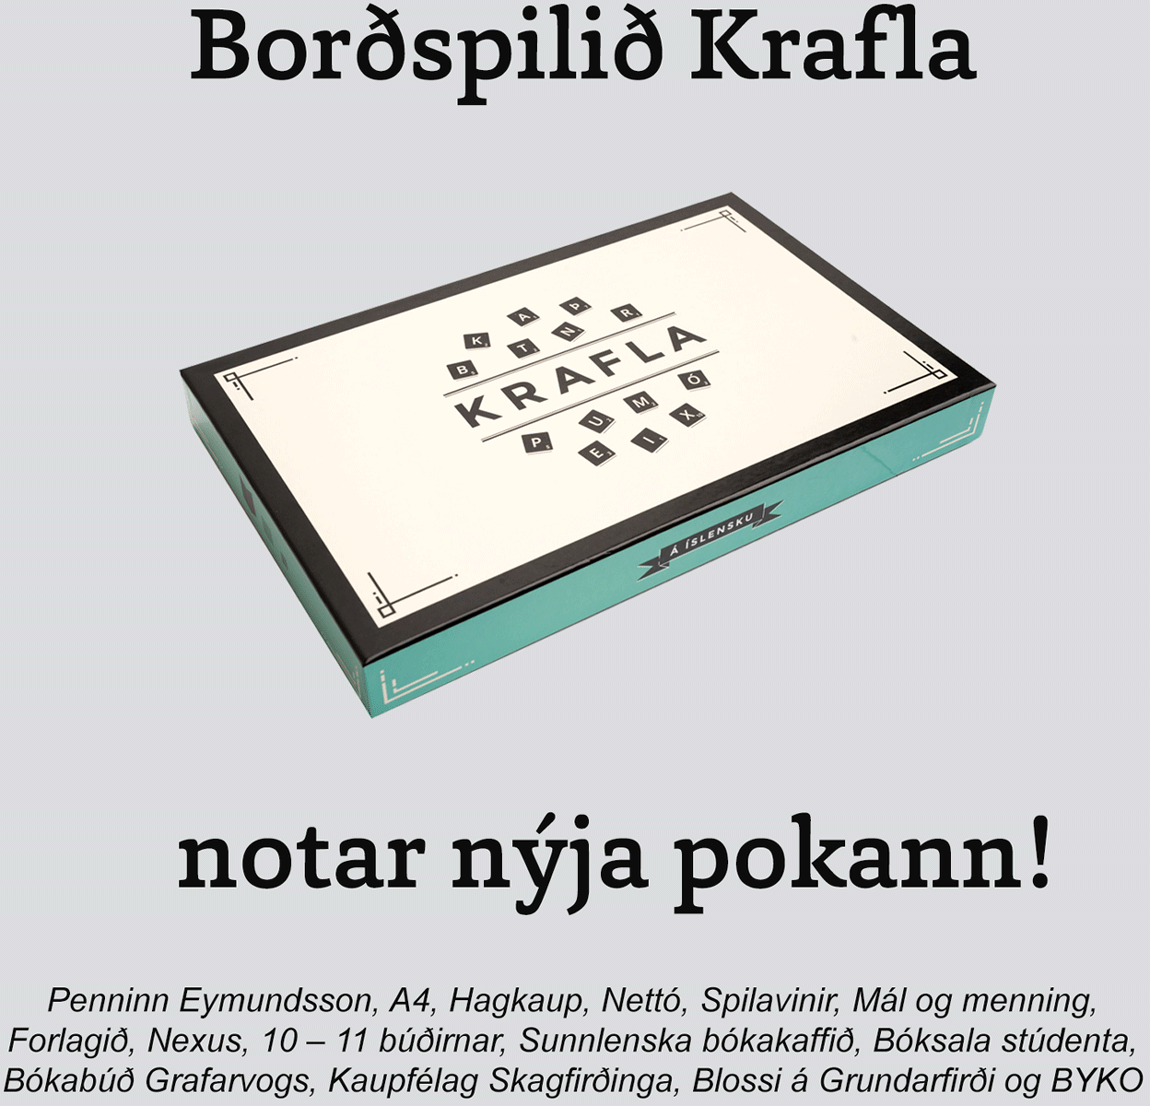 Borðspilið Krafla
K A Þ
B T N R
KRAFLA
P U M Ó
E I X
Á ÍSLENSKU
notar nýja pokann!
Penninn Eymundsson, A4, Hagkaup, Nettó, Spilavinir, Mál og menning,
Forlagið, Nexus, 10 – 11 búðirnar, Sunnlenska bókakaffið, Bóksala stúdenta,
Bókabúð Grafarvogs, Kaupfélag Skagfirðinga, Blossi á Grundarfirði og BYKO